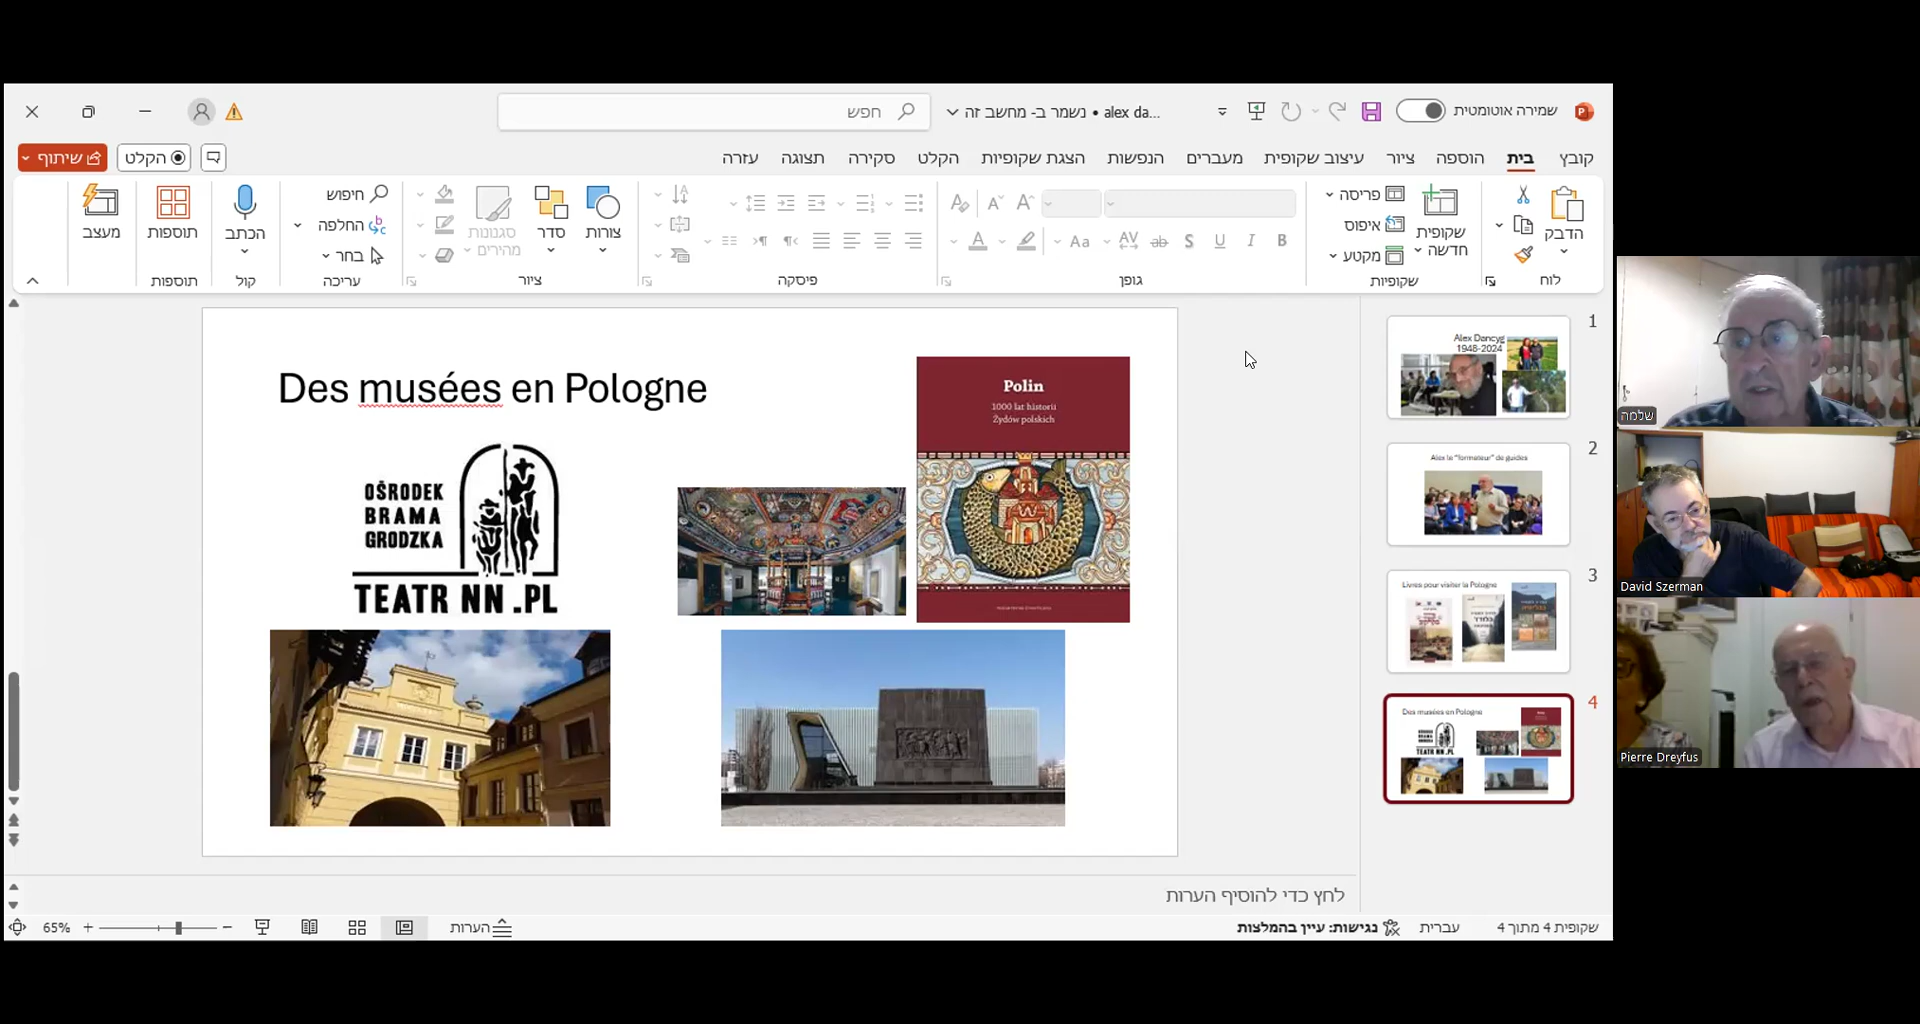 שמירה אוטומטית
alex da... • נשמר ב- מחשב זה
חפש
קובץ
בית
הוספה
ציור
עיצוב שקופית
מעברים
הנפשות
הצגת שקופיות
הקלט
סקירה
תצוגה
עזרה
הקלט
שיתוף
הדבק
לוח
שקופית
חדשה
פריסה
איפוס
מקטע
שקופיות
גופן
פיסקה
צורות
סדר
סגנונות
מהירים
ציור
חיפוש
החלפה
בחר
עריכה
הכתב
קול
תוספות
תוספות
מעצב
Des musées en Pologne
OŚRODEK
BRAMA
GRODZKA
TEATR NN .PL
Polin
1000 lat historii
Żydów polskich
1
Alex Dancyg
1948-2024
2
Alex le "formateur" de guides
3
Livres pour visiter la Pologne
4
Des musées en Pologne
TEATR NN .PL
שלמה
David Szerman
Pierre Dreyfus
לחץ כדי להוסיף הערות
שקופית 4 מתוך 4
עברית
נגישות: עיין בהמלצות
הערות
65%